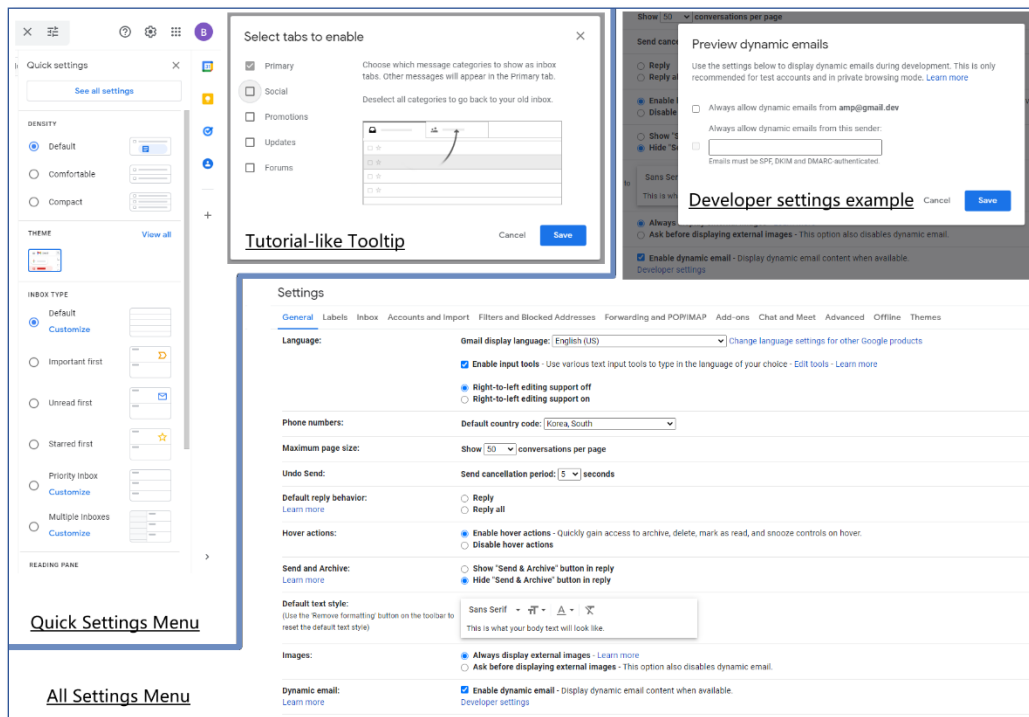 B
Quick settings
See all settings
DENSITY
Default
Comfortable
Compact
THEME
View all
INBOX TYPE
Default
Customize
Important first
Unread first
Starred first
Priority Inbox
Customize
Multiple Inboxes
Customize
READING PANE
Quick Settings Menu
Select tabs to enable
Primary
Social
Promotions
Updates
Forums
Choose which message categories to show as inbox
tabs. Other messages will appear in the Primary tab.
Deselect all categories to go back to your old inbox.
Cancel
Save
Tutorial-like Tooltip
Show 50 conversations per page
Send cance
Reply
Reply al
Enable h
Disable
Show "S
Hide "Se
Sans Ser
This is wha
Preview dynamic emails
Use the settings below to display dynamic emails during development. This is only
recommended for test accounts and in private browsing mode. Learn more
Always allow dynamic emails from amp@gmail.dev
Always allow dynamic emails from this sender:
Emails must be SPF, DKIM and DMARC-authenticated.
Developer settings example
Cancel
Save
Always
Ask before displaying external images - This option also disables dynamic email.
Enable dynamic email - Display dynamic email content when available.
Developer settings
Settings
General Labels Inbox Accounts and Import Filters and Blocked Addresses Forwarding and POP/IMAP Add-ons Chat and Meet Advanced Offline Themes
Language:
Gmail display language: English (US) Change language settings for other Google products
Enable input tools - Use various text input tools to type in the language of your choice - Edit tools - Learn more
Right-to-left editing support off
Right-to-left editing support on
Phone numbers:
Default country code: Korea, South
Maximum page size:
Show 50 conversations per page
Undo Send:
Send cancellation period: 5 seconds
Default reply behavior:
Learn more
Reply
Reply all
Hover actions:
Enable hover actions - Quickly gain access to archive, delete, mark as read, and snooze controls on hover.
Disable hover actions
Send and Archive:
Learn more
Show "Send & Archive" button in reply
Hide "Send & Archive" button in reply
Default text style:
(Use the 'Remove formatting' button on the toolbar to
reset the default text style)
Sans Serif
This is what your body text will look like.
Images:
Always display external images - Learn more
Ask before displaying external images - This option also disables dynamic email.
Dynamic email:
Learn more
Enable dynamic email - Display dynamic email content when available.
Developer settings
All Settings Menu